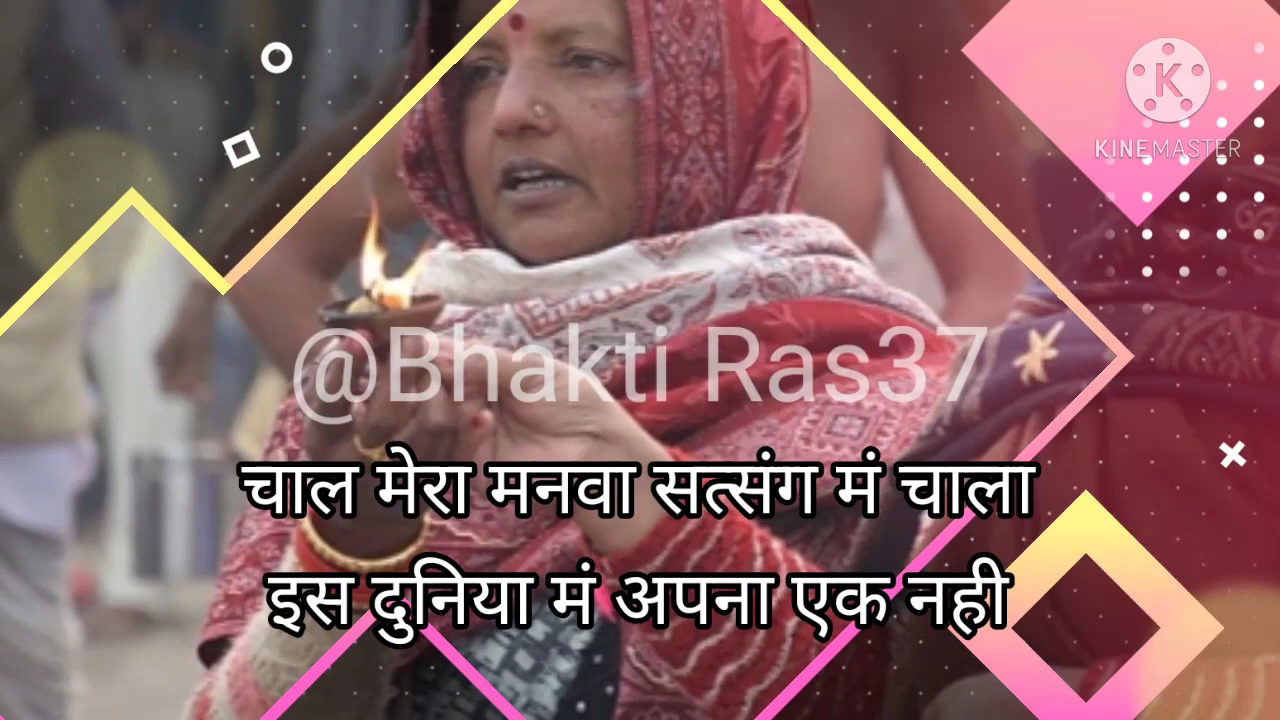 KINEMASTER
@Bhakti Ras37
चाल मेरा मनवा सत्संग मं चाला
इस दुनिया मं अपना एक नही